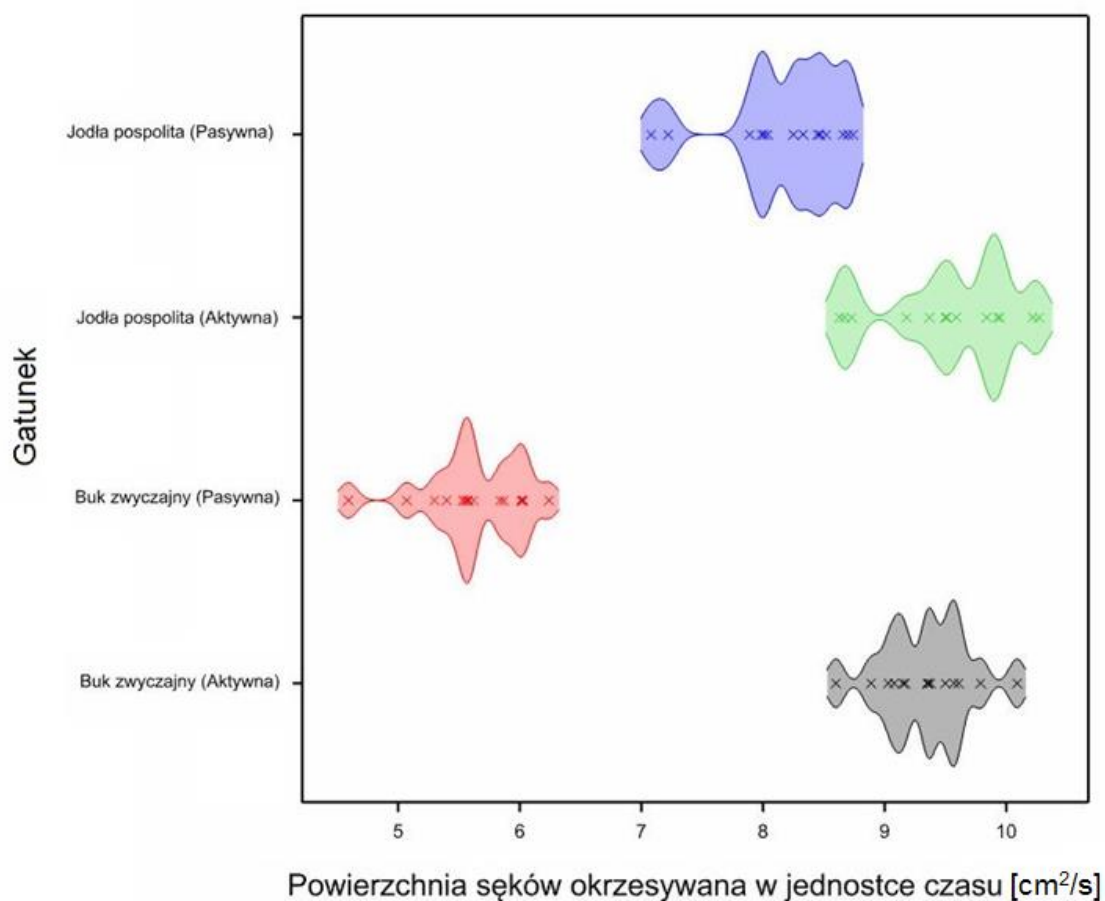 Jodła pospolita (Pasywna)
Jodła pospolita (Aktywna)
Gatunek
Buk zwyczajny (Pasywna)
Buk zwyczajny (Aktywna)
5 6 7 8 9 10
Powierzchnia sęków okrzesywana w jednostce czasu [cm²/s]